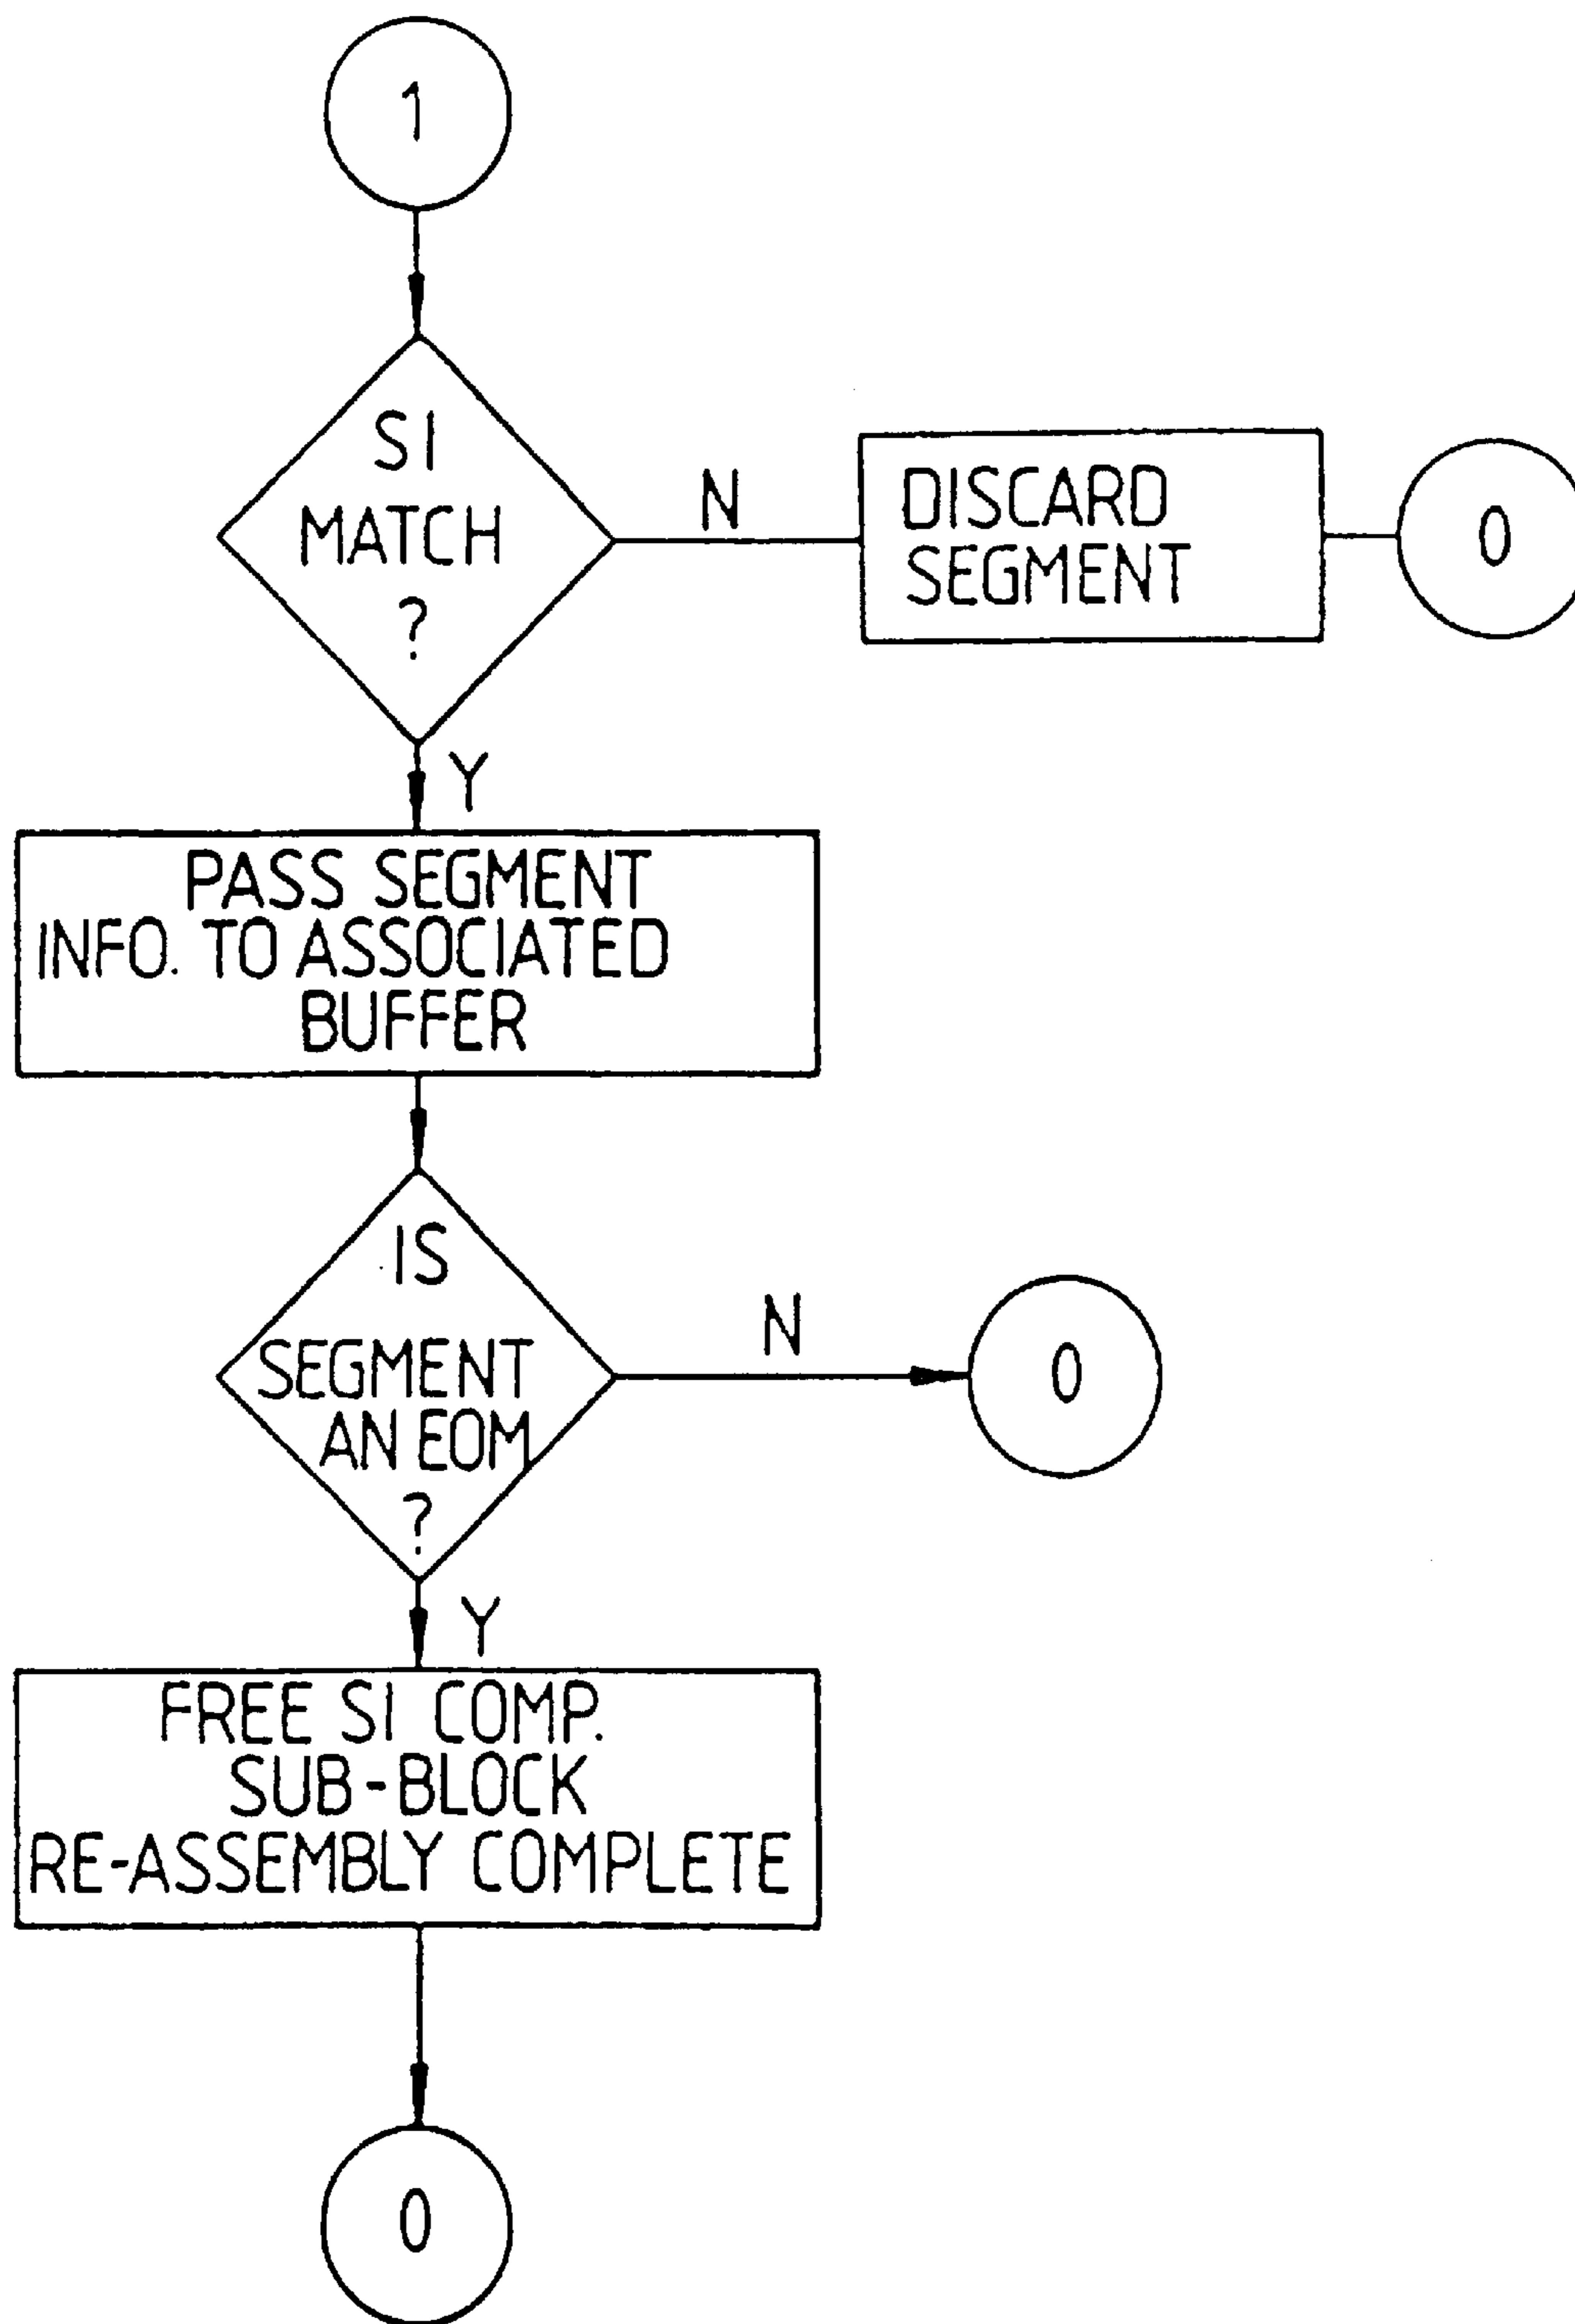 1
SI
MATCH
?
N
DISCARD
SEGMENT
0
Y
PASS SEGMENT
INFO. TO ASSOCIATED
BUFFER
IS
SEGMENT
AN EOM
?
N
0
Y
FREE SI COMP.
SUB-BLOCK
RE-ASSEMBLY COMPLETE
0